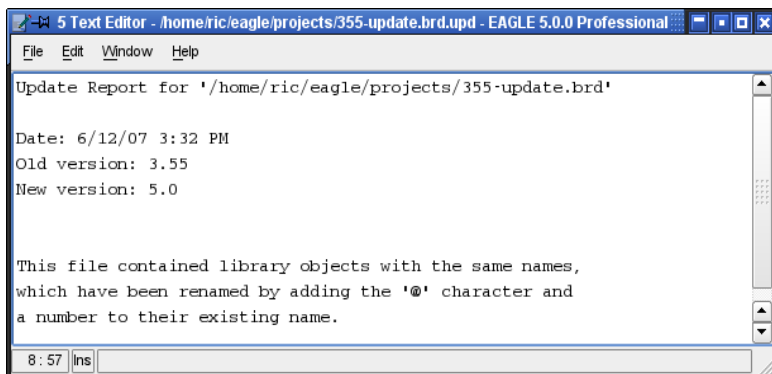 5 Text Editor - /home/ric/eagle/projects/355-update.brd.upd - EAGLE 5.0.0 Professional
File Edit Window Help
Update Report for '/home/ric/eagle/projects/355-update.brd'
Date: 6/12/07 3:32 PM
Old version: 3.55
New version: 5.0
This file contained library objects with the same names,
which have been renamed by adding the '@' character and
a number to their existing name.
8:57 Ins